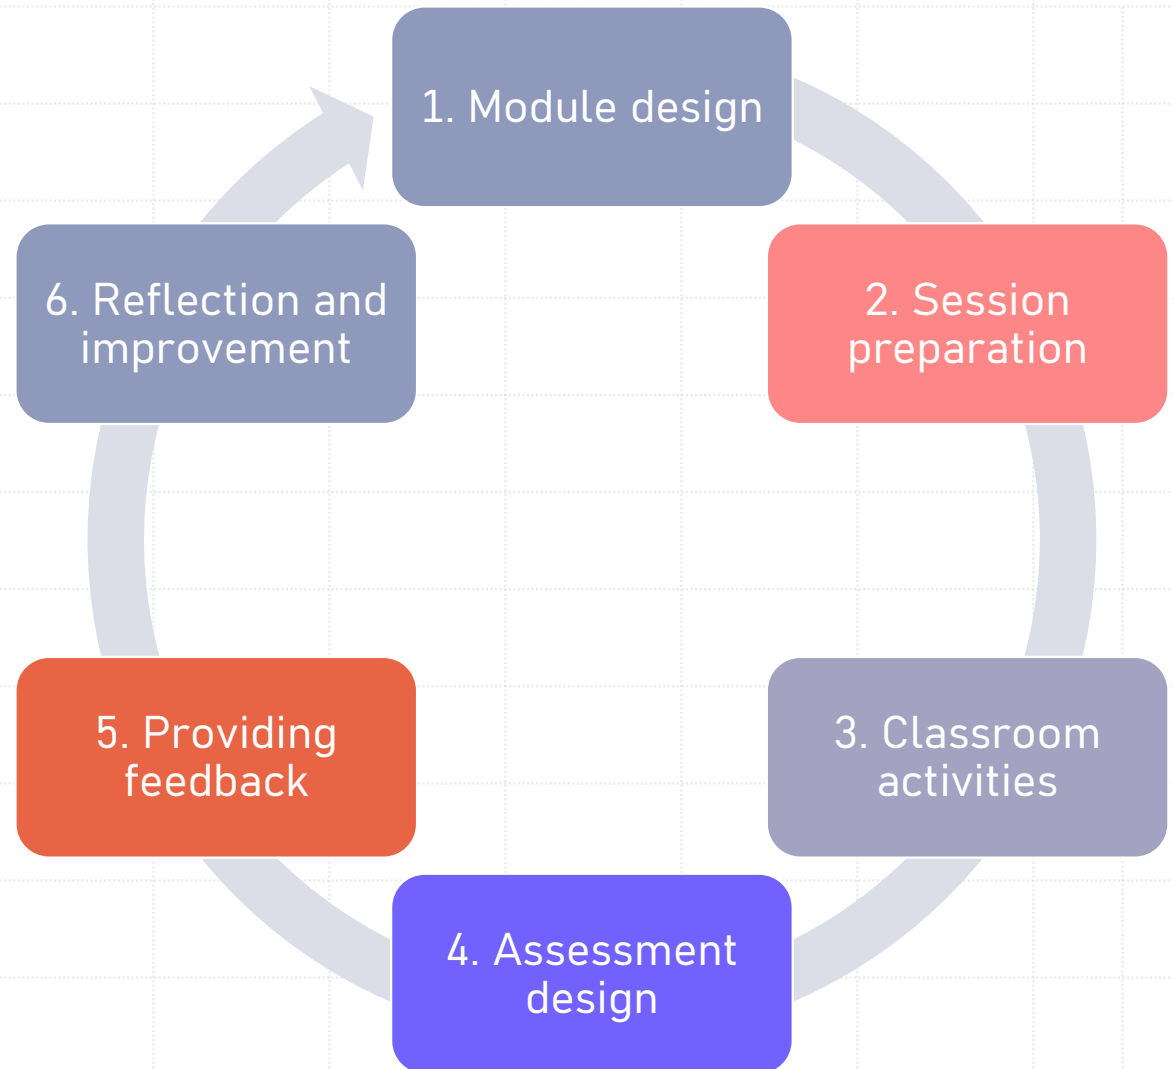 1. Module design
2. Session
preparation
3. Classroom
activities
4. Assessment
design
5. Providing
feedback
6. Reflection and
improvement